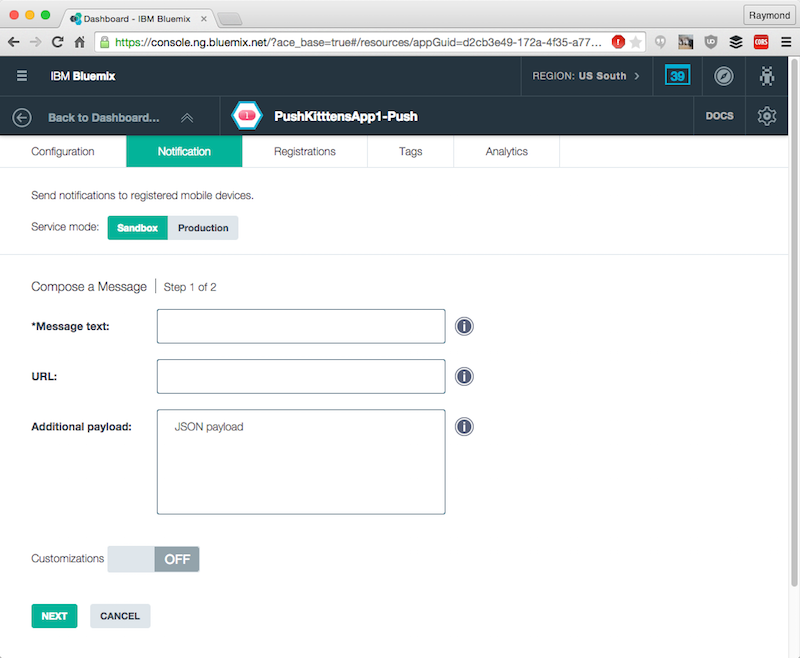 Dashboard - IBM Bluemix
Raymond
https://console.ng.bluemix.net/?ace_base=true#/resources/appGuid=d2cb3e49-172a-4f35-a77...
CORS
IBM Bluemix
REGION: US South
39
Back to Dashboard...
PushKitttensApp1-Push
DOCS
Configuration
Notification
Registrations
Tags
Analytics
Send notifications to registered mobile devices.
Service mode: Sandbox Production
Compose a Message | Step 1 of 2
*Message text:
URL:
Additional payload:
JSON payload
Customizations OFF
NEXT CANCEL